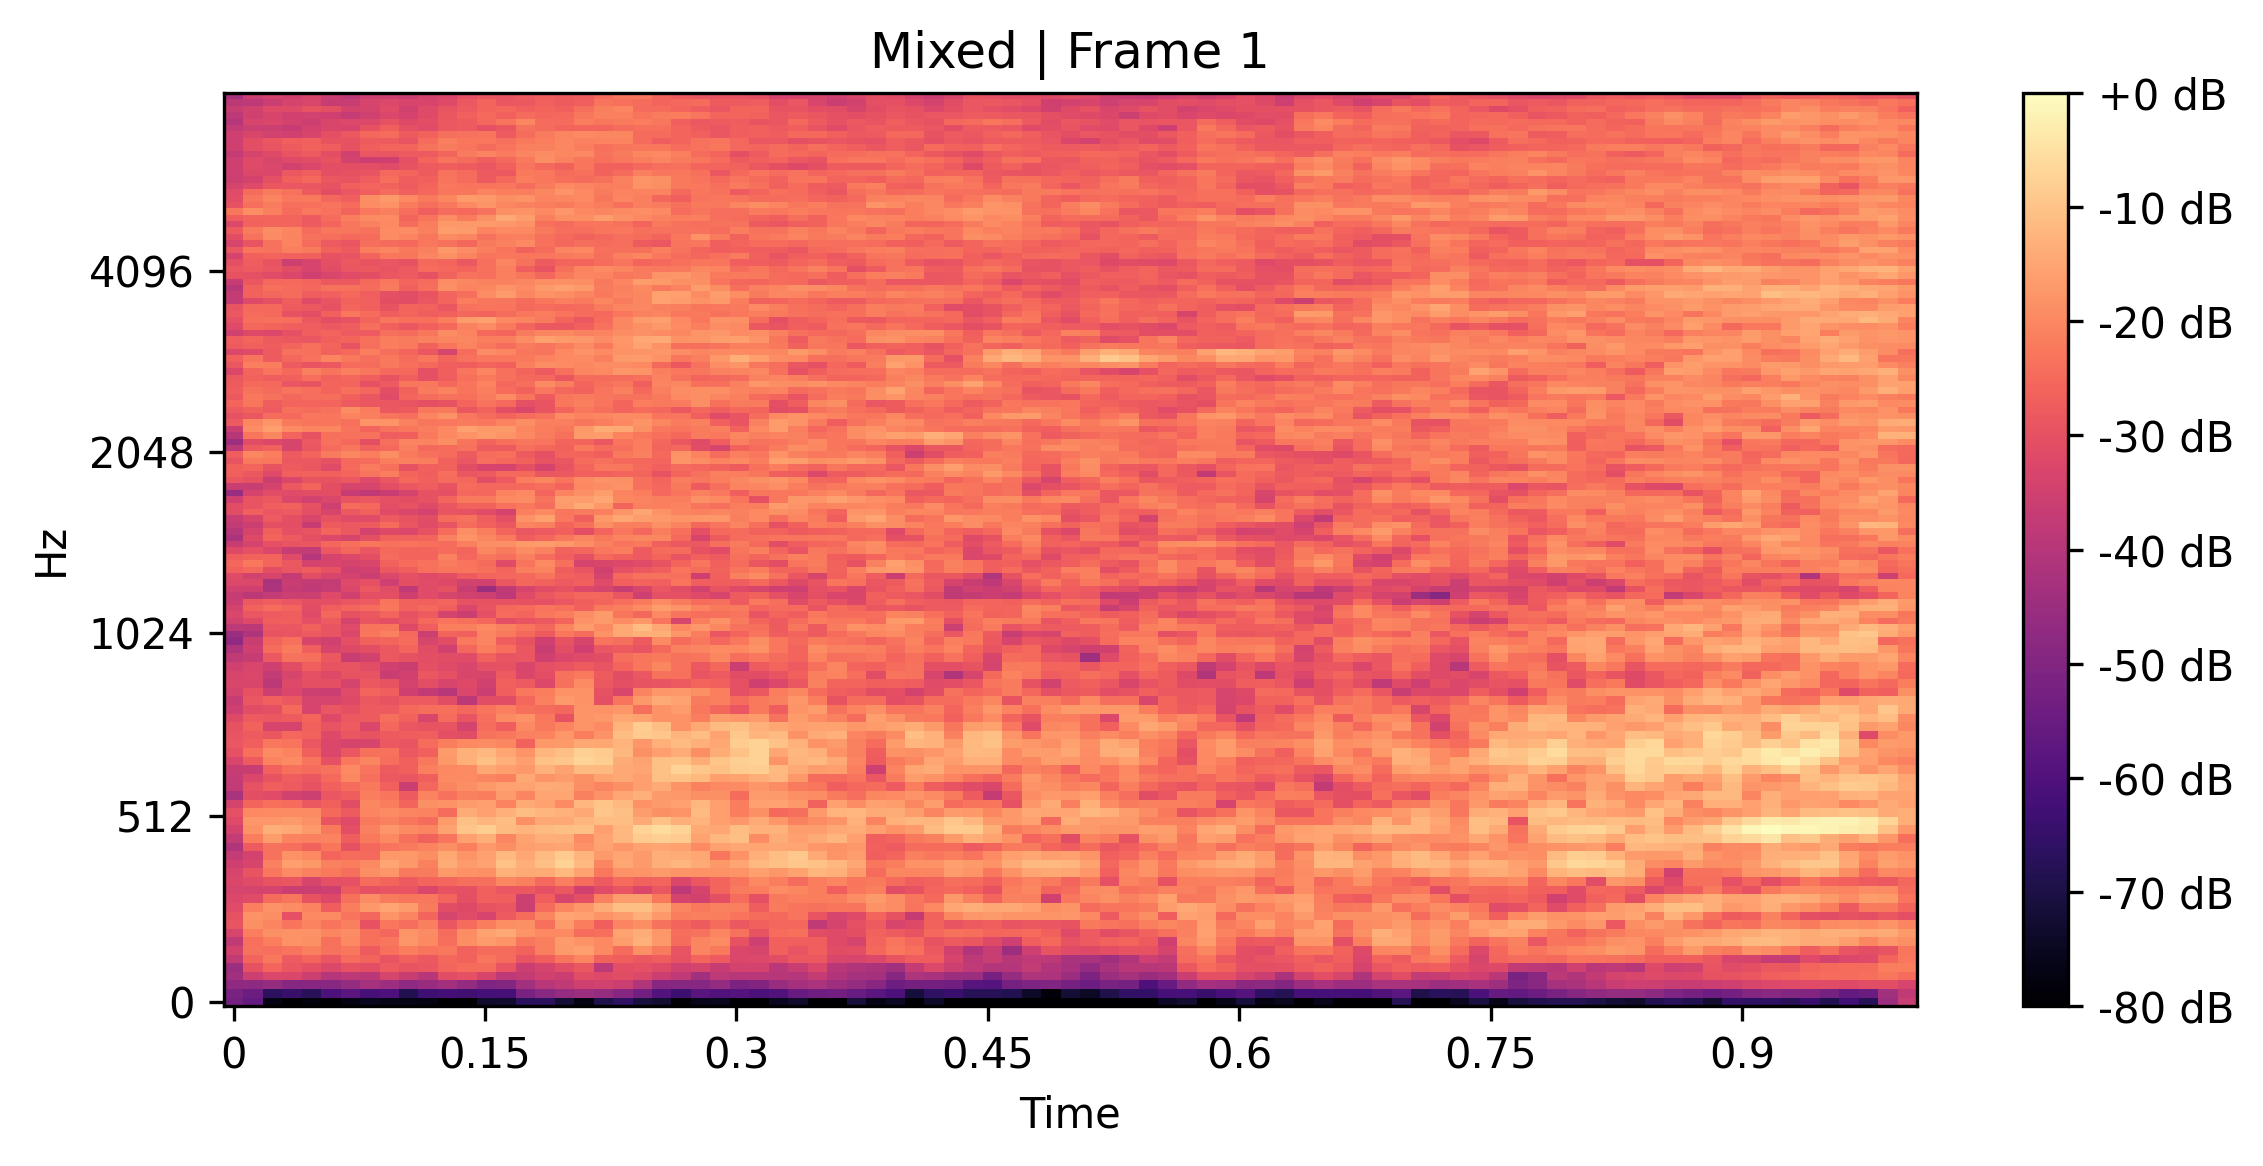 Mixed | Frame 1
+0 dB
-10 dB
-20 dB
-30 dB
-40 dB
-50 dB
-60 dB
-70 dB
-80 dB
Hz
4096
2048
1024
512
0
0 0.15 0.3 0.45 0.6 0.75 0.9
Time